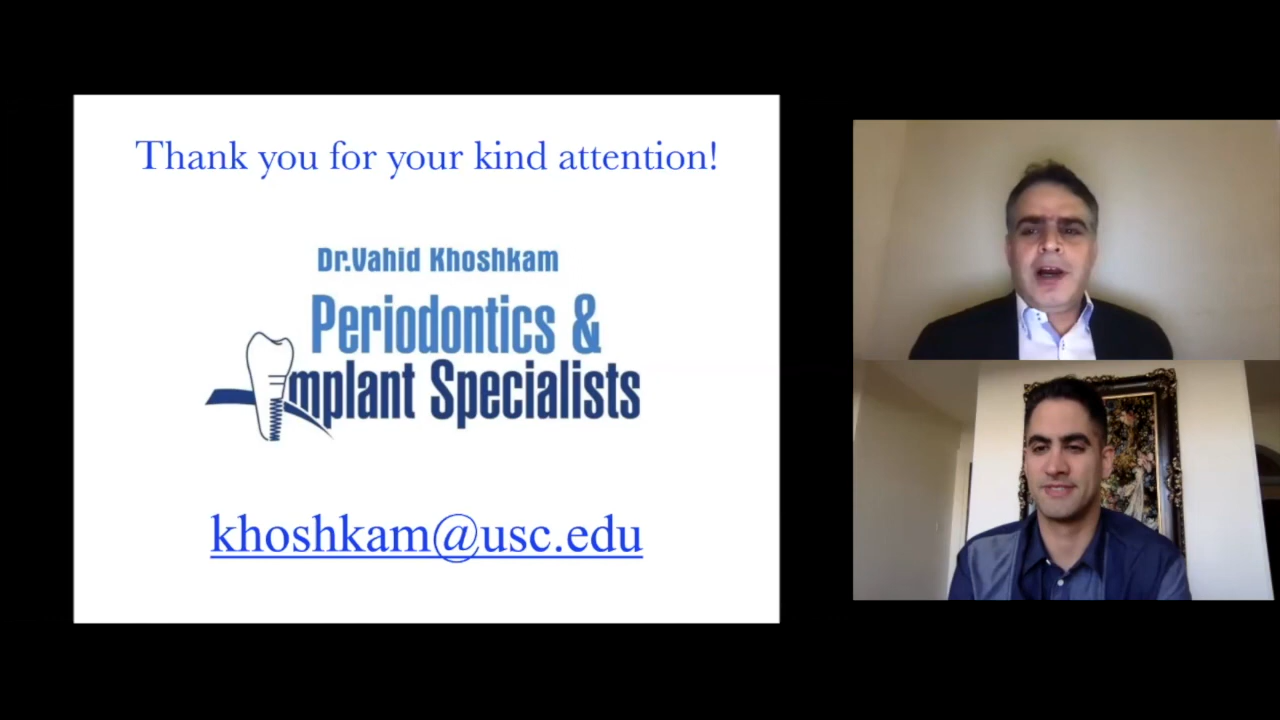 Thank you for your kind attention!
Dr.Vahid Khoshkam
Periodontics &
Implant Specialists
khoshkam@usc.edu